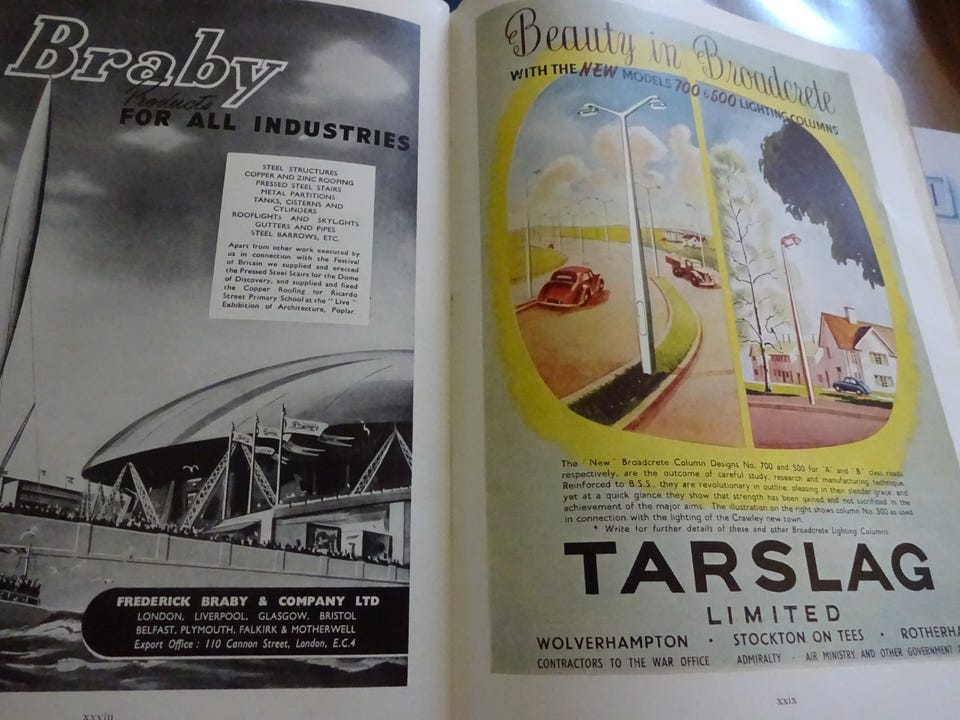 Braby
Products
FOR ALL INDUSTRIES
STEEL STRUCTURES
COPPER AND ZINC ROOFING
PRESSED STEEL STAIRS
METAL PARTITIONS
TANKS, CISTERNS AND
CYLINDERS
ROOFLIGHTS AND SKYLIGHTS
GUTTERS AND PIPES
STEEL BARROWS, ETC.
Apart from other work executed by
us in connection with the Festival
of Britain we supplied and erected
the Pressed Steel Stairs for the Dome
of Discovery, and supplied and fixed
the Copper Roofing for Ricardo
Street Primary School at the "Live"
Exhibition of Architecture, Poplar.
FREDERICK BRABY & COMPANY LTD
LONDON, LIVERPOOL, GLASGOW, BRISTOL
BELFAST, PLYMOUTH, FALKIRK & MOTHERWELL
Export Office : 110 Cannon Street, London, E.C.4
xxviii
Beauty in Broadcrete
WITH THE NEW MODELS 700 & 500 LIGHTING COLUMNS
The "New" Broadcrete Column Designs No. 700 and 500 for "A" and "B" class roads
respectively, are the outcome of careful study, research and manufacturing technique.
Reinforced to B.S.S., they are revolutionary in outline, pleasing in their slender grace, and
yet at a quick glance they show that strength has been gained and not sacrificed in the
achievement of the major aims. The illustration on the right shows column No. 500 as used
in connection with the lighting of the Crawley new town.
* Write for further details of these and other Broadcrete Lighting Columns.
TARSLAG
LIMITED
WOLVERHAMPTON · STOCKTON ON TEES · ROTHERHA
CONTRACTORS TO THE WAR OFFICE · ADMIRALTY · AIR MINISTRY AND OTHER GOVERNMENT
xxix